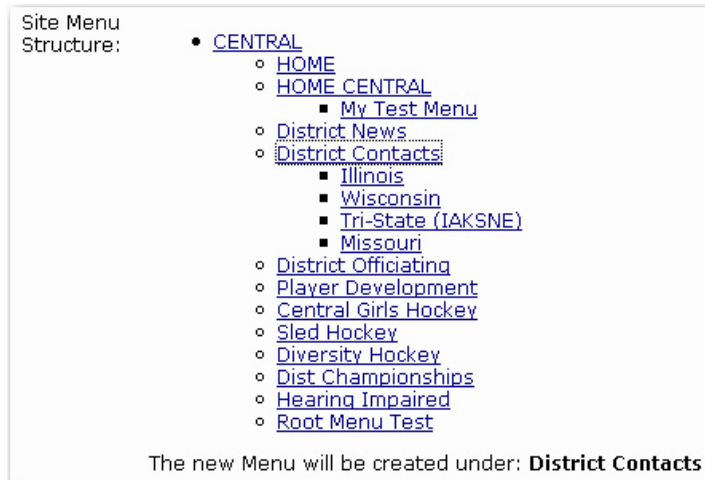 Site Menu
Structure:
CENTRAL
HOME
HOME CENTRAL
My Test Menu
District News
District Contacts
Illinois
Wisconsin
Tri-State (IAKSNE)
Missouri
District Officiating
Player Development
Central Girls Hockey
Sled Hockey
Diversity Hockey
Dist Championships
Hearing Impaired
Root Menu Test
The new Menu will be created under: District Contacts